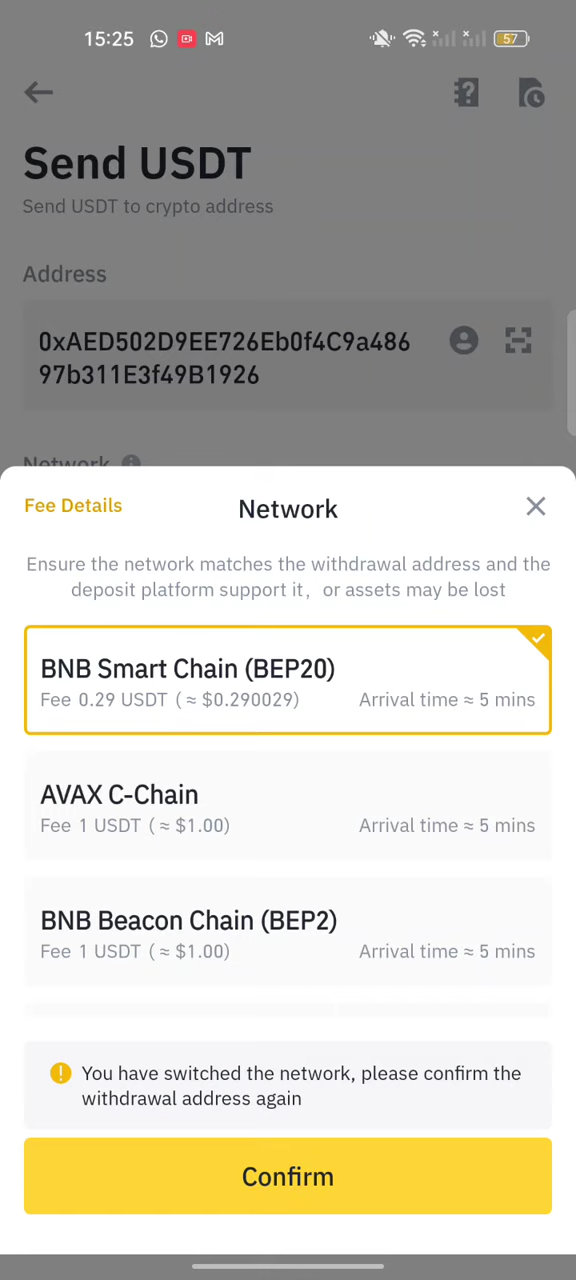 15:25
57
Send USDT
Send USDT to crypto address
Address
0xAED502D9EE726Eb0f4C9a486
97b311E3f49B1926
Network
Fee Details
Network
Ensure the network matches the withdrawal address and the
deposit platform support it, or assets may be lost
BNB Smart Chain (BEP20)
Fee 0.29 USDT (≈ $0.290029) Arrival time ≈ 5 mins
AVAX C-Chain
Fee 1 USDT (≈ $1.00) Arrival time ≈ 5 mins
BNB Beacon Chain (BEP2)
Fee 1 USDT (≈ $1.00) Arrival time ≈ 5 mins
You have switched the network, please confirm the
withdrawal address again
Confirm